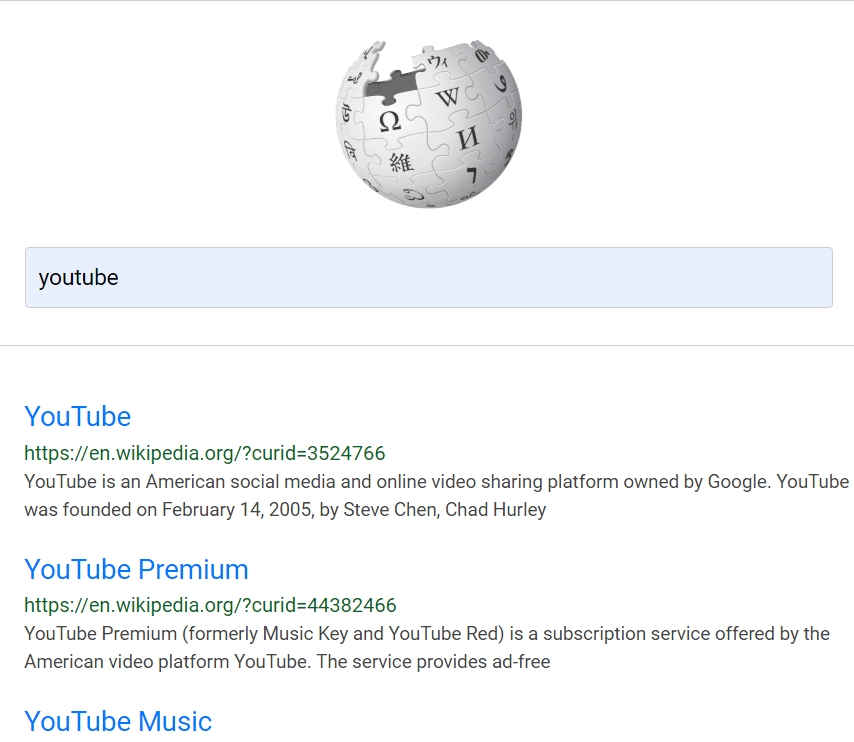 ウィ
W
Ω
И
維
youtube
YouTube
https://en.wikipedia.org/?curid=3524766
YouTube is an American social media and online video sharing platform owned by Google. YouTube
was founded on February 14, 2005, by Steve Chen, Chad Hurley
YouTube Premium
https://en.wikipedia.org/?curid=44382466
YouTube Premium (formerly Music Key and YouTube Red) is a subscription service offered by the
American video platform YouTube. The service provides ad-free
YouTube Music